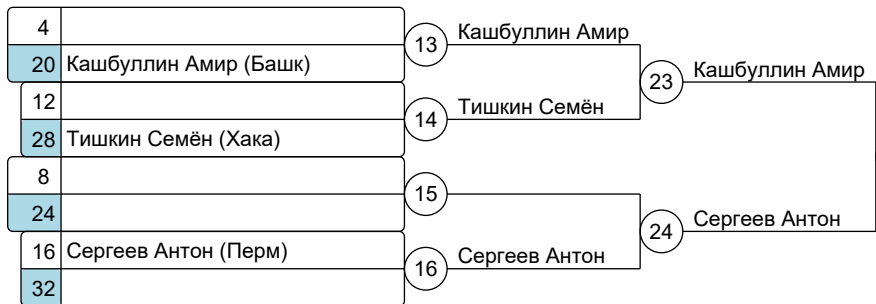 4
13 Кашбуллин Амир
20 Кашбуллин Амир (Башк)
23 Кашбуллин Амир
12
14 Тишкин Семён
28 Тишкин Семён (Хака)
8
15
24
24 Сергеев Антон
16 Сергеев Антон (Перм)
16 Сергеев Антон
32